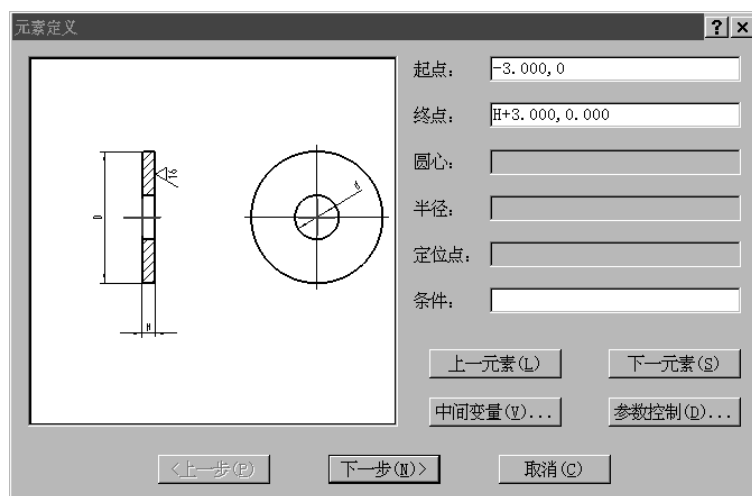 元素定义
起点: -3.000,0
终点: H+3.000,0.000
圆心:
半径:
定位点:
条件:
上一元素(L) 下一元素(S)
中间变量(V)... 参数控制(D)...
<上一步(P) 下一步(N)> 取消(C)
D
16
d
H